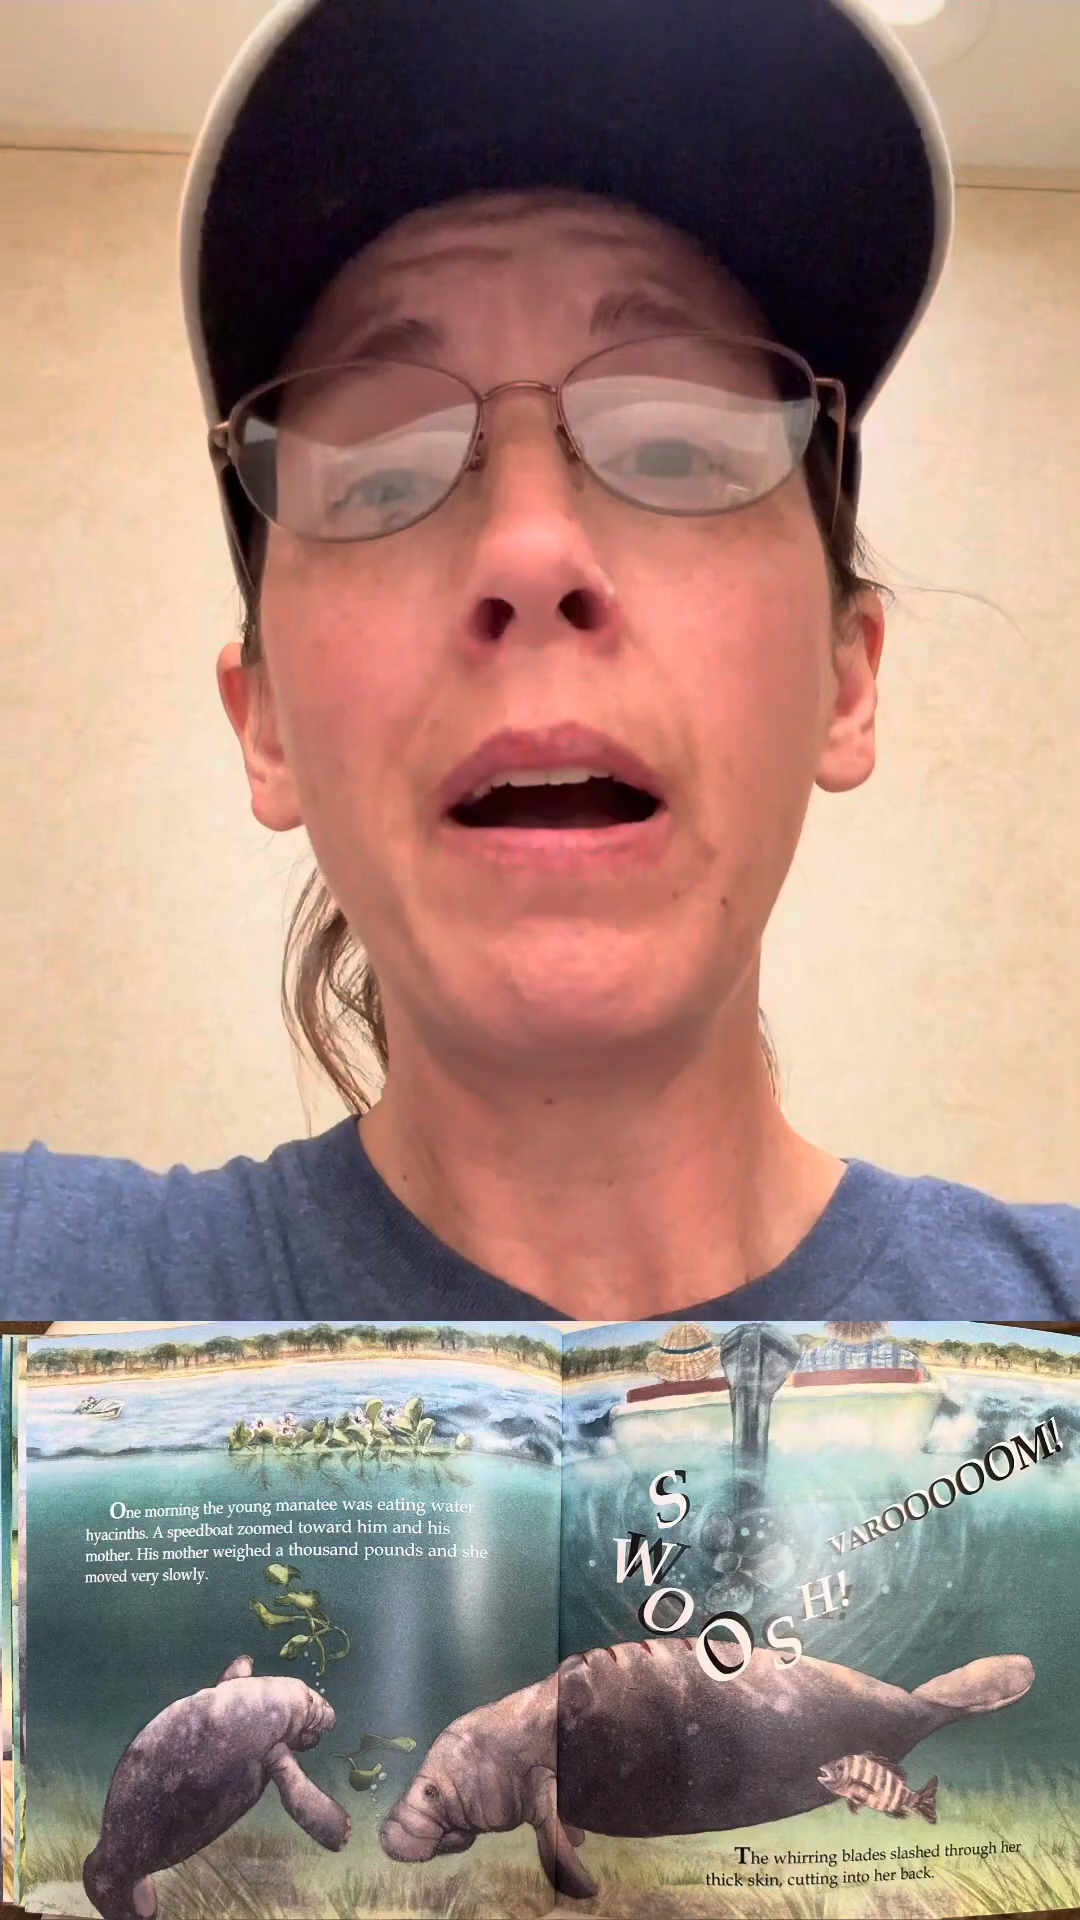 One morning the young manatee was eating water
hyacinths. A speedboat zoomed toward him and his
mother. His mother weighed a thousand pounds and she
moved very slowly.
SWOOSH!
VAROOOOOM!
The whirring blades slashed through her
thick skin, cutting into her back.